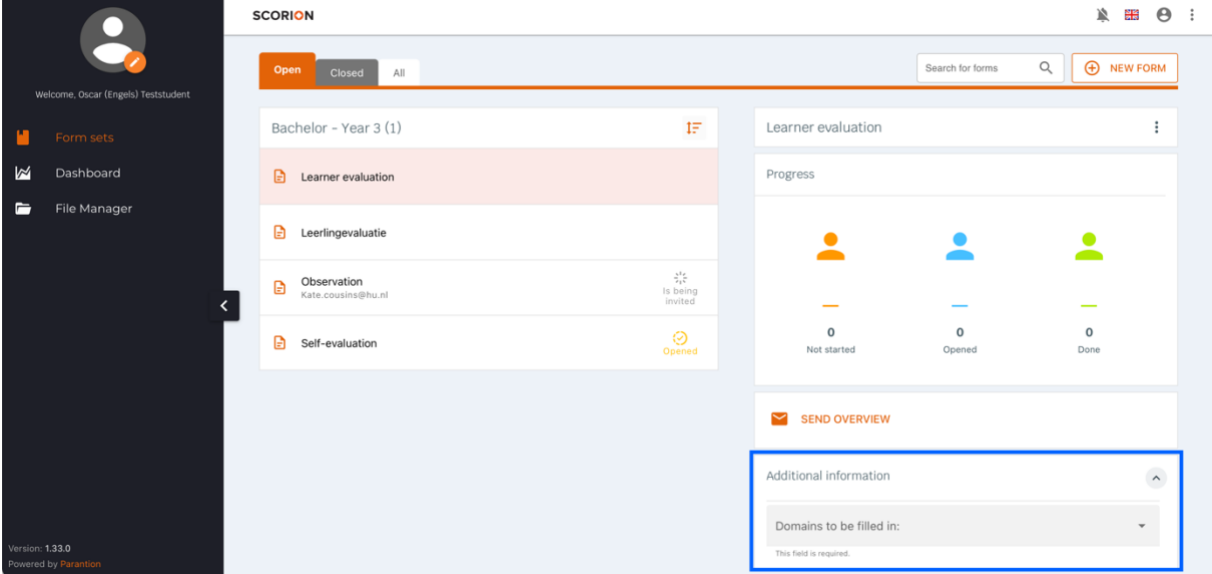 SCORION
Welcome, Oscar (Engels) Teststudent
Form sets
Dashboard
File Manager
Version: 1.33.0
Powered by Parantion
Open
Closed
All
Search for forms
NEW FORM
Bachelor - Year 3 (1)
Learner evaluation
Leerlingevaluatie
Observation
Kate.cousins@hu.nl
Is being
invited
Self-evaluation
Opened
Learner evaluation
Progress
0
Not started
0
Opened
0
Done
SEND OVERVIEW
Additional information
Domains to be filled in:
This field is required.